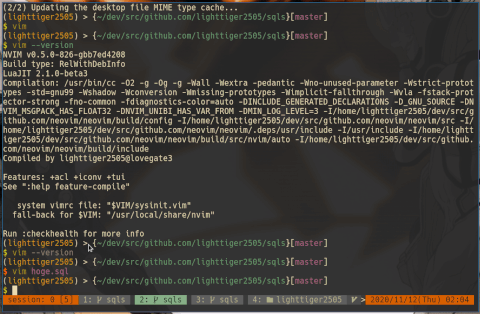 (2/2) Updating the desktop file MIME type cache...
(lighttiger2505) > {~/dev/src/github.com/lighttiger2505/sqls}[master]
$ vim
(lighttiger2505) > {~/dev/src/github.com/lighttiger2505/sqls}[master]
$ vim --version
NVIM v0.5.0-826-gbb7ed4208
Build type: RelWithDebInfo
LuaJIT 2.1.0-beta3
Compilation: /usr/bin/cc -O2 -g -Og -g -Wall -Wextra -pedantic -Wno-unused-parameter -Wstrict-protot
ypes -std=gnu99 -Wshadow -Wconversion -Wmissing-prototypes -Wimplicit-fallthrough -Wvla -fstack-prot
ector-strong -fno-common -fdiagnostics-color=auto -DINCLUDE_GENERATED_DECLARATIONS -D_GNU_SOURCE -DN
VIM_MSGPACK_HAS_FLOAT32 -DNVIM_UNIBI_HAS_VAR_FROM -DMIN_LOG_LEVEL=3 -I/home/lighttiger2505/dev/src/g
ithub.com/neovim/neovim/build/config -I/home/lighttiger2505/dev/src/github.com/neovim/neovim/src -I/
home/lighttiger2505/dev/src/github.com/neovim/neovim/.deps/usr/include -I/usr/include -I/home/lightt
iger2505/dev/src/github.com/neovim/neovim/build/src/nvim/auto -I/home/lighttiger2505/dev/src/github.
com/neovim/neovim/build/include
Compiled by lighttiger2505@lovegate3
Features: +acl +iconv +tui
See ":help feature-compile"
system vimrc file: "$VIM/sysinit.vim"
fall-back for $VIM: "/usr/local/share/nvim"
Run :checkhealth for more info
(lighttiger2505) > {~/dev/src/github.com/lighttiger2505/sqls}[master]
$ vim --version
(lighttiger2505) > {~/dev/src/github.com/lighttiger2505/sqls}[master]
$ vim hoge.sql
(lighttiger2505) > {~/dev/src/github.com/lighttiger2505/sqls}[master]
$
session: 0 [5] 1: sqls 2: sqls 3: sqls 4: lighttiger2505 > 2020/11/12(Thu) 02:04